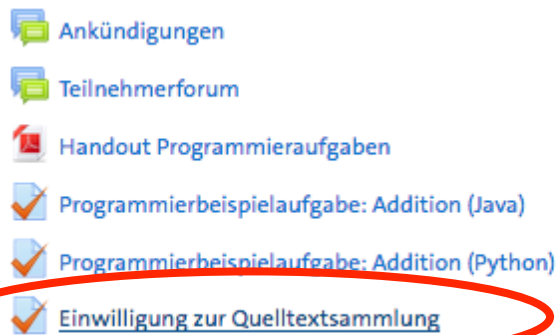 Ankündigungen
Teilnehmerforum
Handout Programmieraufgaben
Programmierbeispielaufgabe: Addition (Java)
Programmierbeispielaufgabe: Addition (Python)
Einwilligung zur Quelltextsammlung